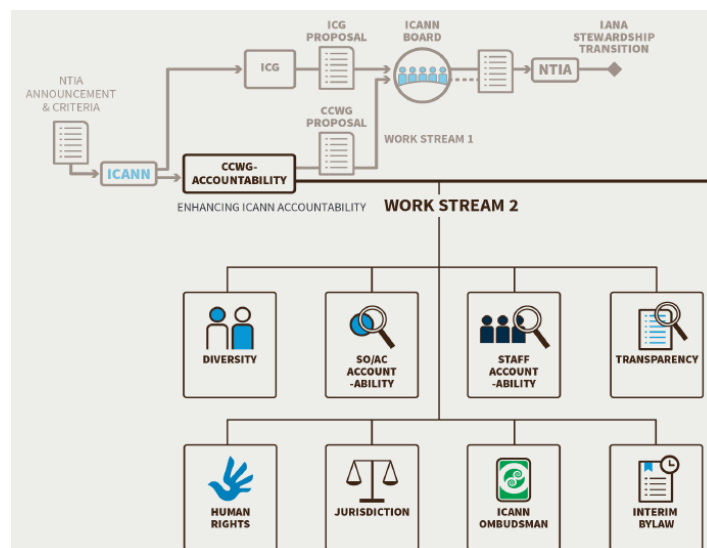 ICG
PROPOSAL
ICANN
BOARD
IANA
STEWARDSHIP
TRANSITION
ICG
NTIA
NTIA
ANNOUNCEMENT
& CRITERIA
CCWG
PROPOSAL
WORK STREAM 1
ICANN
CCWG-
ACCOUNTABILITY
ENHANCING ICANN ACCOUNTABILITY
WORK STREAM 2
DIVERSITY
SO/AC
ACCOUNT
-ABILITY
STAFF
ACCOUNT
-ABILITY
TRANSPARENCY
HUMAN
RIGHTS
JURISDICTION
ICANN
OMBUDSMAN
INTERIM
BYLAW